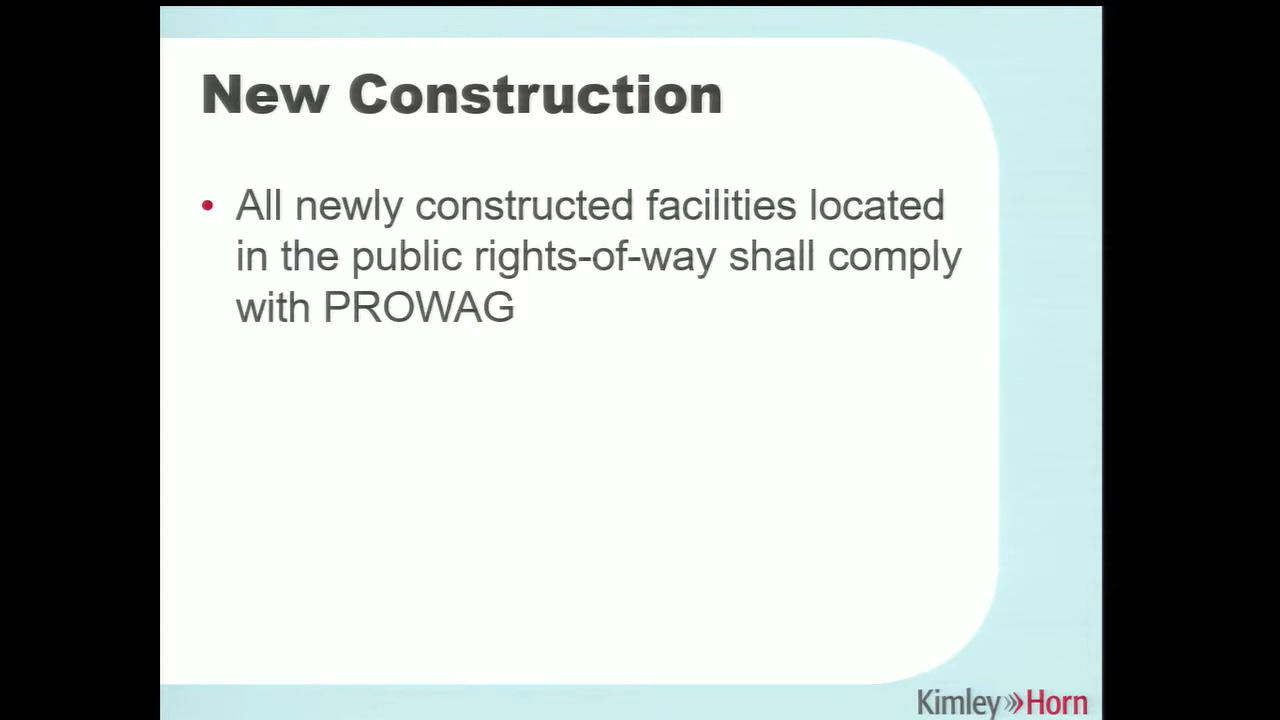 New Construction
• All newly constructed facilities located
in the public rights-of-way shall comply
with PROWAG
Kimley»Horn